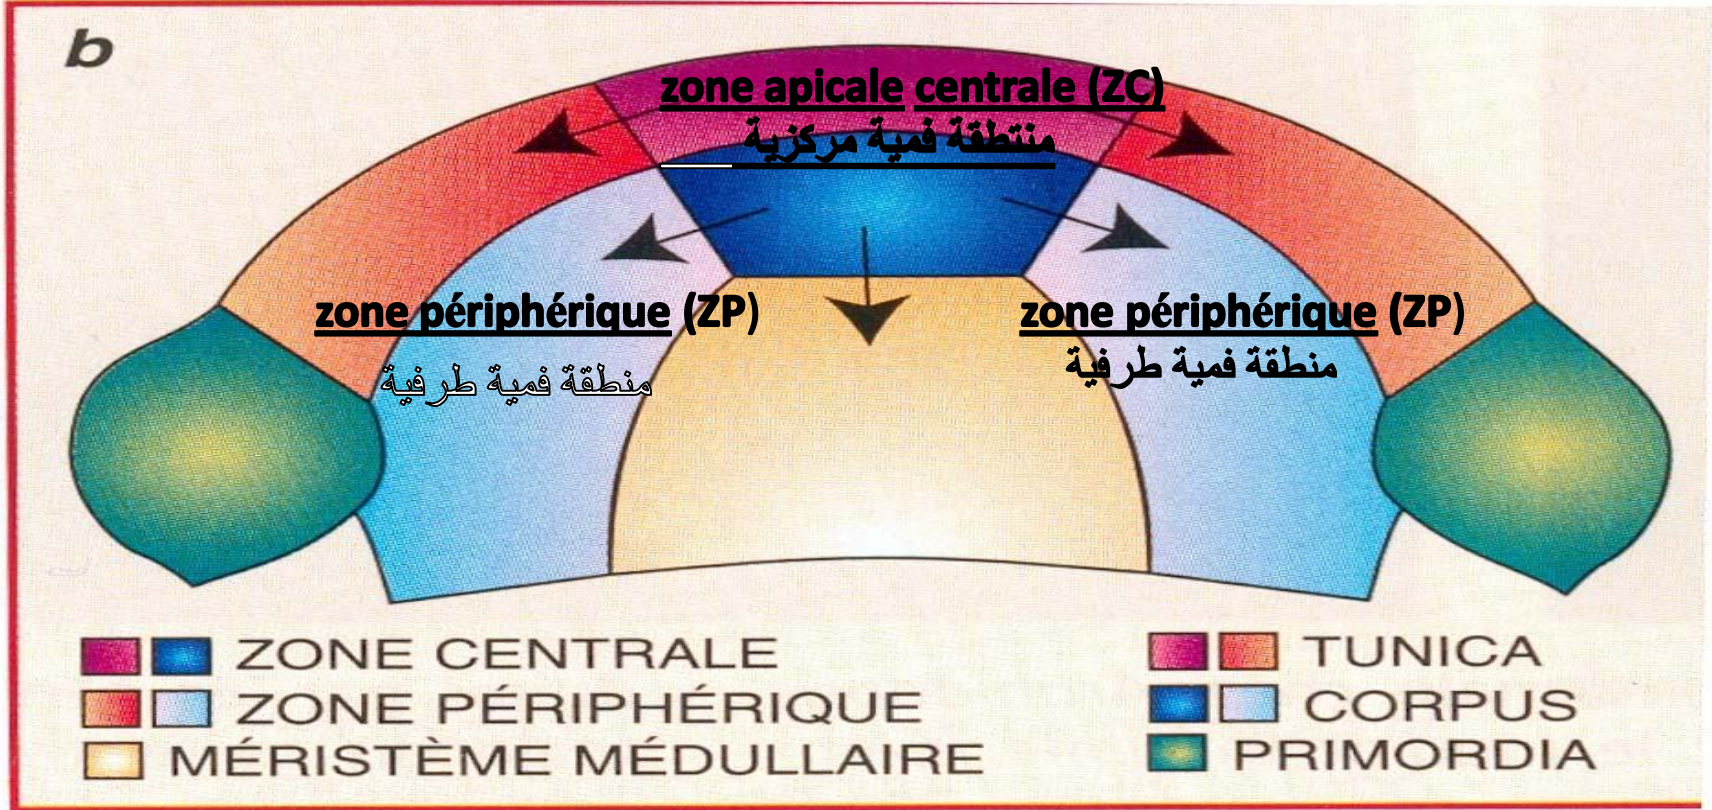 b
zone apicale centrale (ZC)
منتطقة فمية مركزية
zone périphérique (ZP)
منطقة فمية طرفية
zone périphérique (ZP)
منطقة فمية طرفية
ZONE CENTRALE
ZONE PÉRIPHÉRIQUE
MÉRISTÈME MÉDULLAIRE
TUNICA
CORPUS
PRIMORDIA